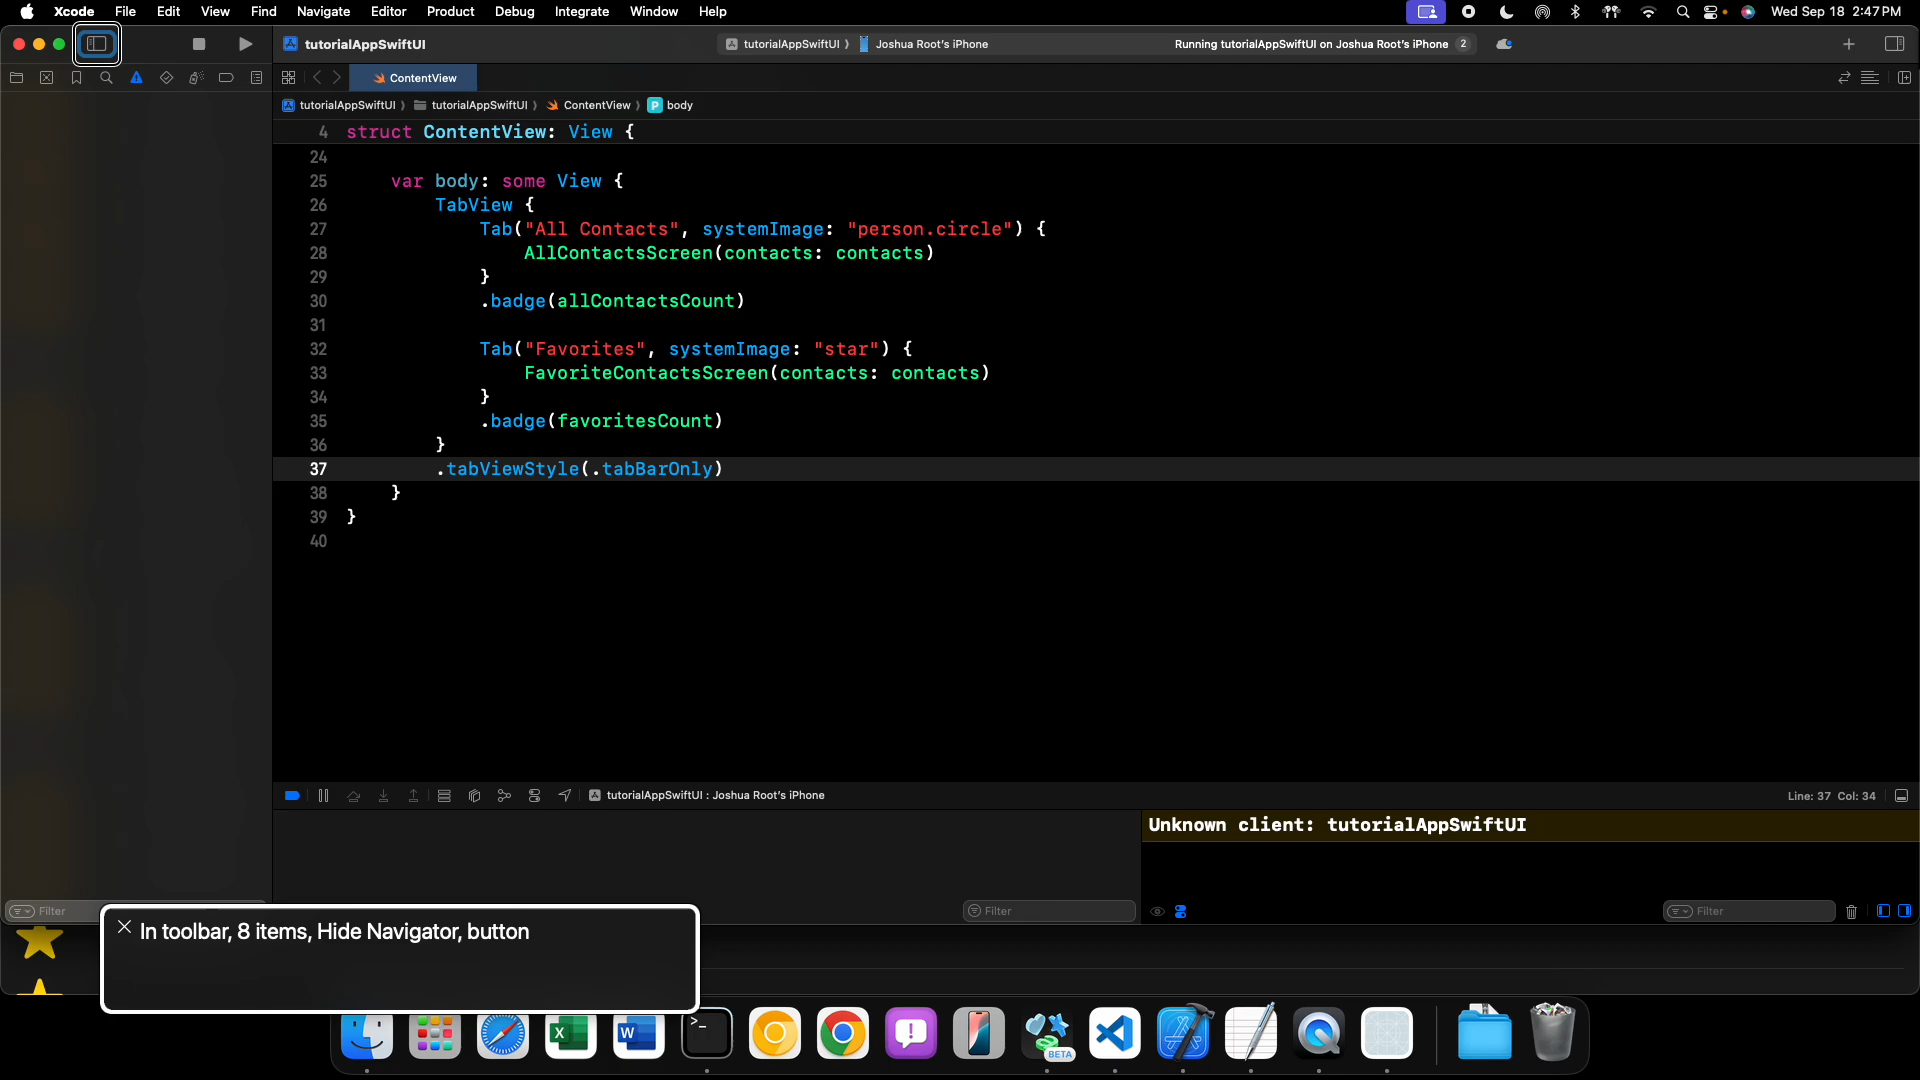 Xcode File Edit View Find Navigate Editor Product Debug Integrate Window Help Wed Sep 18 2:47 PM
tutorialAppSwiftUI tutorialAppSwiftUI Joshua Root's iPhone Running tutorialAppSwiftUI on Joshua Root's iPhone 2
ContentView
tutorialAppSwiftUI tutorialAppSwiftUI ContentView P body
4 struct ContentView: View {
24
25 var body: some View {
26 TabView {
27 Tab("All Contacts", systemImage: "person.circle") {
28 AllContactsScreen(contacts: contacts)
29 }
30 .badge(allContactsCount)
31
32 Tab("Favorites", systemImage: "star") {
33 FavoriteContactsScreen(contacts: contacts)
34 }
35 .badge(favoritesCount)
36 }
37 .tabViewStyle(.tabBarOnly)
38 }
39 }
40
tutorialAppSwiftUI : Joshua Root's iPhone Line: 37 Col: 34
Unknown client: tutorialAppSwiftUI
Filter Filter Filter
In toolbar, 8 items, Hide Navigator, button
X W >_ BETA